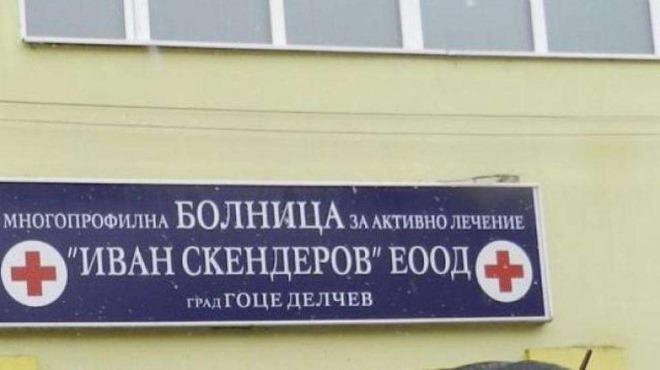 МНОГОПРОФИЛНА БОЛНИЦА ЗА АКТИВНО ЛЕЧЕНИЕ
"ИВАН СКЕНДЕРОВ" ЕООД
ГРАД ГОЦЕ ДЕЛЧЕВ